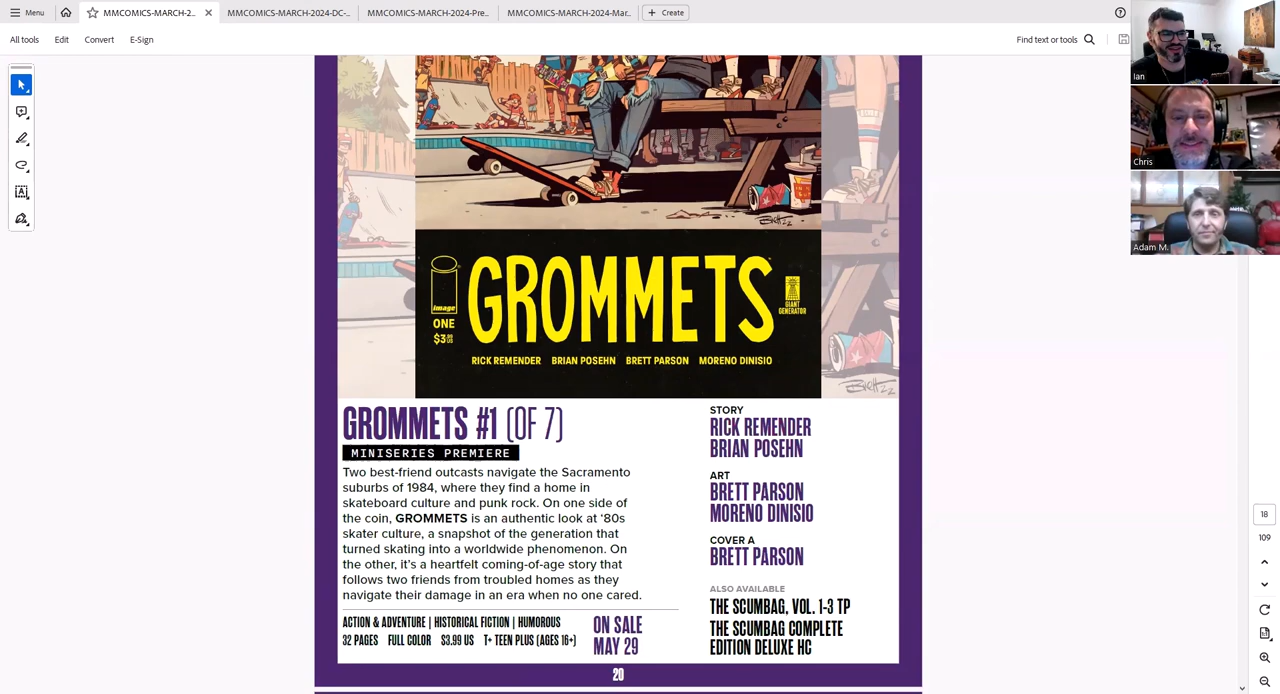 Menu
MMCOMICS-MARCH-2...
MMCOMICS-MARCH-2024-DC-...
MMCOMICS-MARCH-2024-Pre...
MMCOMICS-MARCH-2024-Mar...
Create
All tools
Edit
Convert
E-Sign
Find text or tools
Ian
Chris
Adam M.
Brett 22
image
ONE
$3.99 US
GROMMETS
GIANT GENERATOR
RICK REMENDER BRIAN POSEHN BRETT PARSON MORENO DINISIO
Brett 22
GROMMETS #1 (OF 7)
MINISERIES PREMIERE
Two best-friend outcasts navigate the Sacramento
suburbs of 1984, where they find a home in
skateboard culture and punk rock. On one side of
the coin, GROMMETS is an authentic look at ‘80s
skater culture, a snapshot of the generation that
turned skating into a worldwide phenomenon. On
the other, it’s a heartfelt coming-of-age story that
follows two friends from troubled homes as they
navigate their damage in an era when no one cared.
ACTION & ADVENTURE | HISTORICAL FICTION | HUMOROUS
32 PAGES FULL COLOR $3.99 US T+ TEEN PLUS (AGES 16+)
ON SALE
MAY 29
STORY
RICK REMENDER
BRIAN POSEHN
ART
BRETT PARSON
MORENO DINISIO
COVER A
BRETT PARSON
ALSO AVAILABLE
THE SCUMBAG, VOL. 1-3 TP
THE SCUMBAG COMPLETE
EDITION DELUXE HC
20
18
109